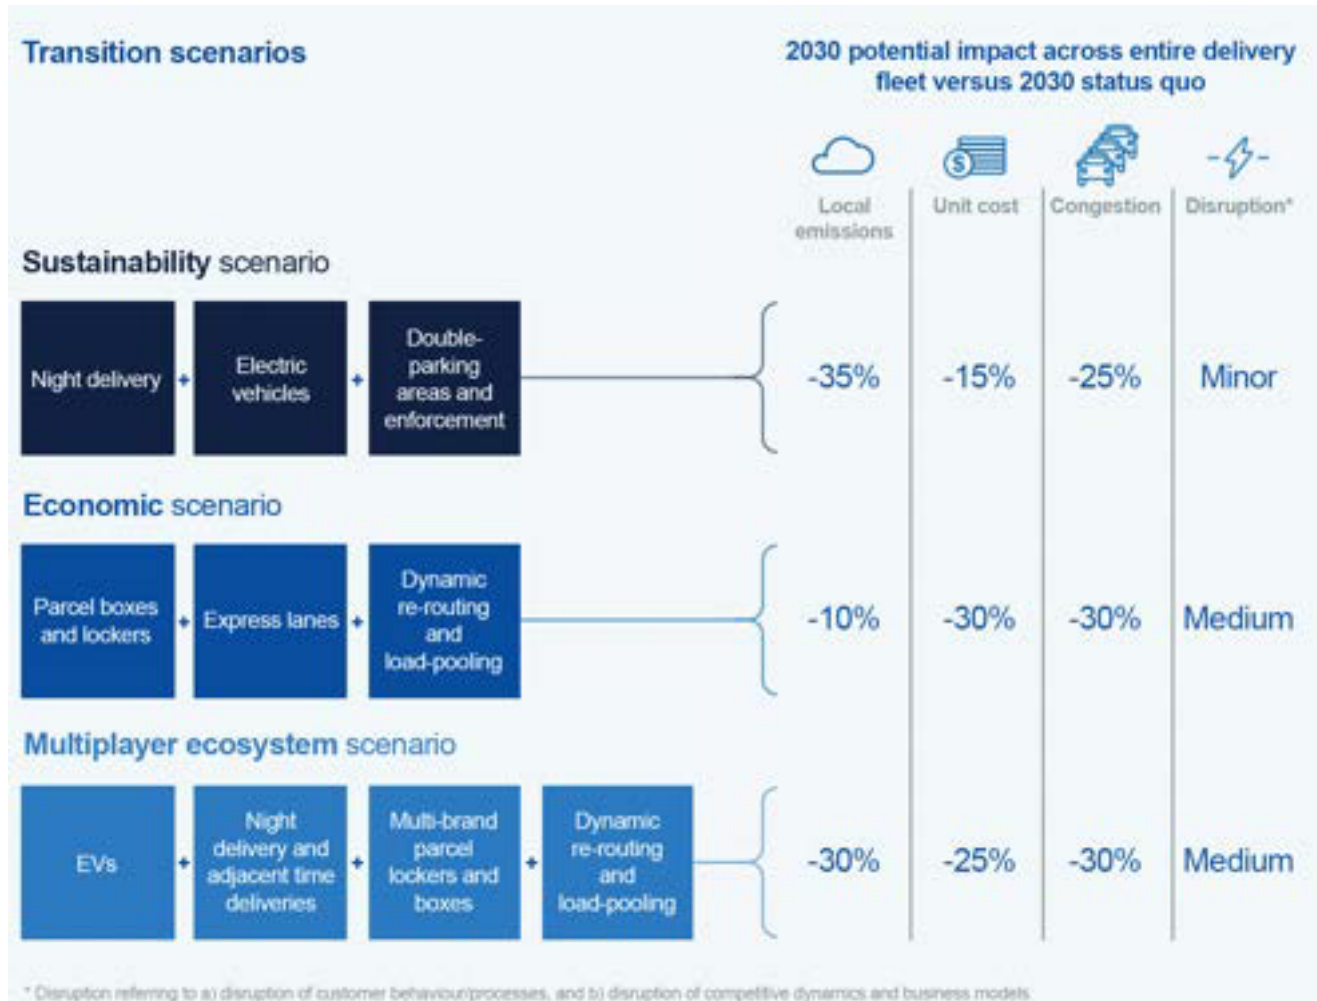 Transition scenarios
2030 potential impact across entire delivery
fleet versus 2030 status quo
$
Local
emissions
Unit cost
Congestion
Disruption*
Sustainability scenario
Night delivery
+
Electric
vehicles
+
Double-
parking
areas and
enforcement
-35%
-15%
-25%
Minor
Economic scenario
Parcel boxes
and lockers
+
Express lanes
+
Dynamic
re-routing
and
load-pooling
-10%
-30%
-30%
Medium
Multiplayer ecosystem scenario
EVs
+
Night
delivery and
adjacent time
deliveries
+
Multi-brand
parcel
lockers and
boxes
+
Dynamic
re-routing
and
load-pooling
-30%
-25%
-30%
Medium
* Disruption referring to a) disruption of customer behaviour/processes, and b) disruption of competitive dynamics and business models